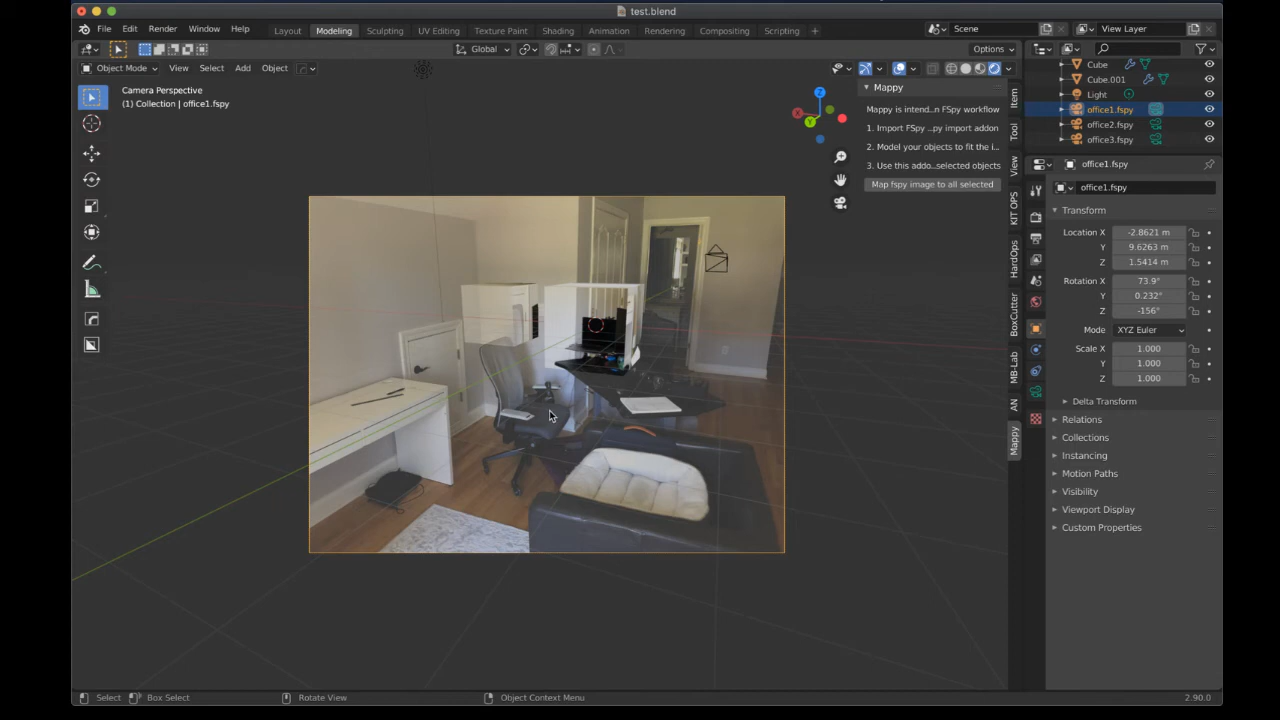 test.blend
File Edit Render Window Help Layout Modeling Sculpting UV Editing Texture Paint Shading Animation Rendering Compositing Scripting + Scene View Layer
Global Options
Object Mode View Select Add Object
Camera Perspective
(1) Collection | office1.fspy
Z
X
Y
Mappy
Mappy is intend...n FSpy workflow
1. Import FSpy ...py import addon
2. Model your objects to fit the i...
3. Use this addo...selected objects
Map fspy image to all selected
Item
Tool
View
KIT OPS
HardOps
BoxCutter
MB-Lab
AN
Mappy
Cube
Cube.001
Light
office1.fspy
office2.fspy
office3.fspy
office1.fspy
office1.fspy
Transform
Location X -2.8621 m
Y 9.6263 m
Z 1.5414 m
Rotation X 73.9°
Y 0.232°
Z -156°
Mode XYZ Euler
Scale X 1.000
Y 1.000
Z 1.000
Delta Transform
Relations
Collections
Instancing
Motion Paths
Visibility
Viewport Display
Custom Properties
Select Box Select Rotate View Object Context Menu 2.90.0